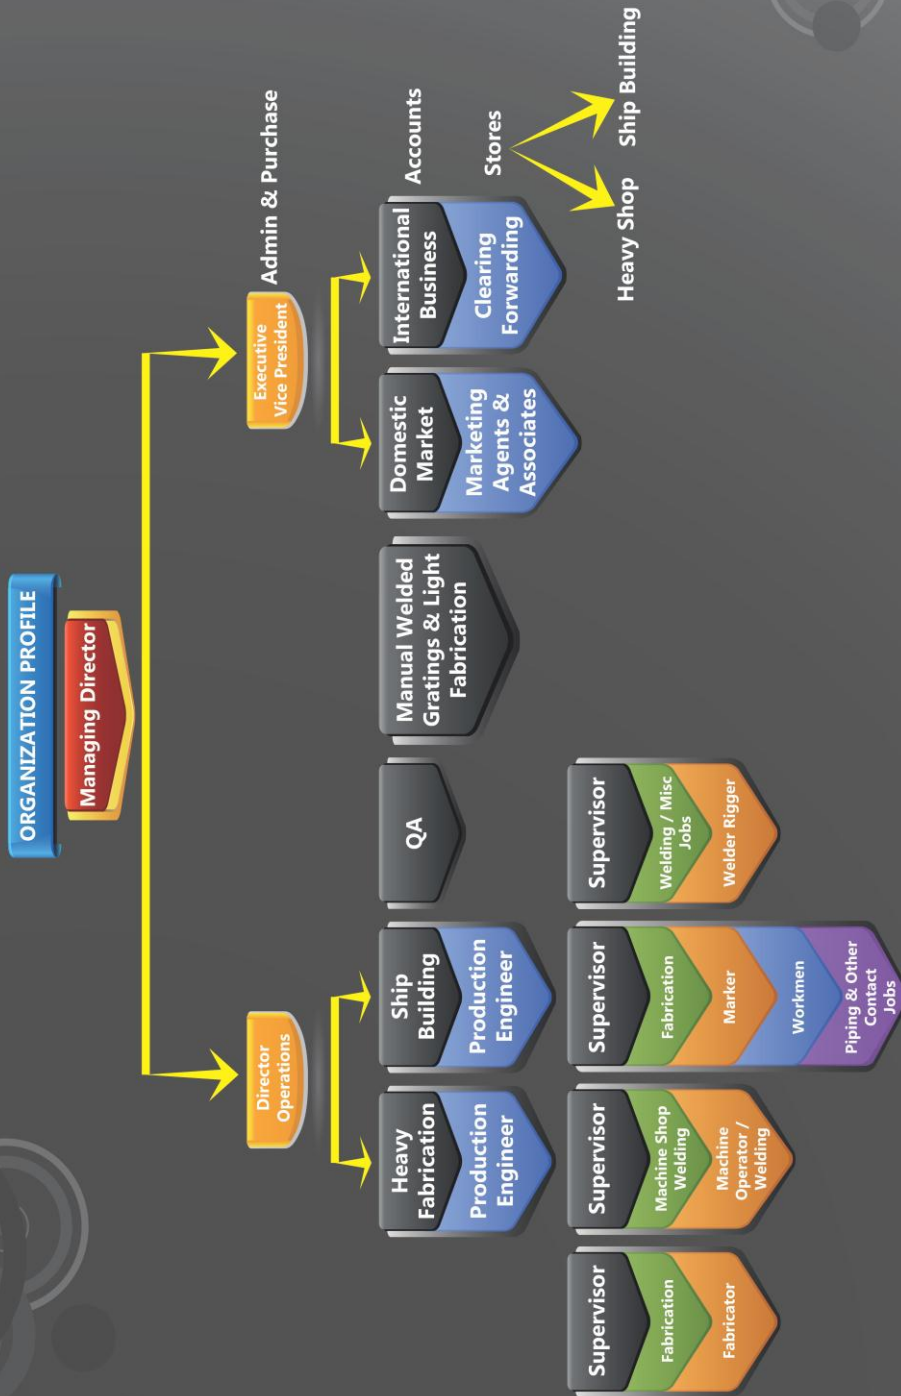 ORGANIZATION PROFILE
Managing Director
Director
Operations
Executive
Vice President
Admin & Purchase
Heavy
Fabrication
Production
Engineer
Ship
Building
Production
Engineer
QA
Manual Welded
Gratings & Light
Fabrication
Domestic
Market
Marketing
Agents &
Associates
International
Business
Clearing
Forwarding
Accounts
Stores
Heavy Shop
Ship Building
Supervisor
Fabrication
Fabricator
Supervisor
Machine Shop
Welding
Machine
Operator /
Welding
Supervisor
Fabrication
Marker
Workmen
Piping & Other
Contact
Jobs
Supervisor
Welding / Misc
Jobs
Welder Rigger